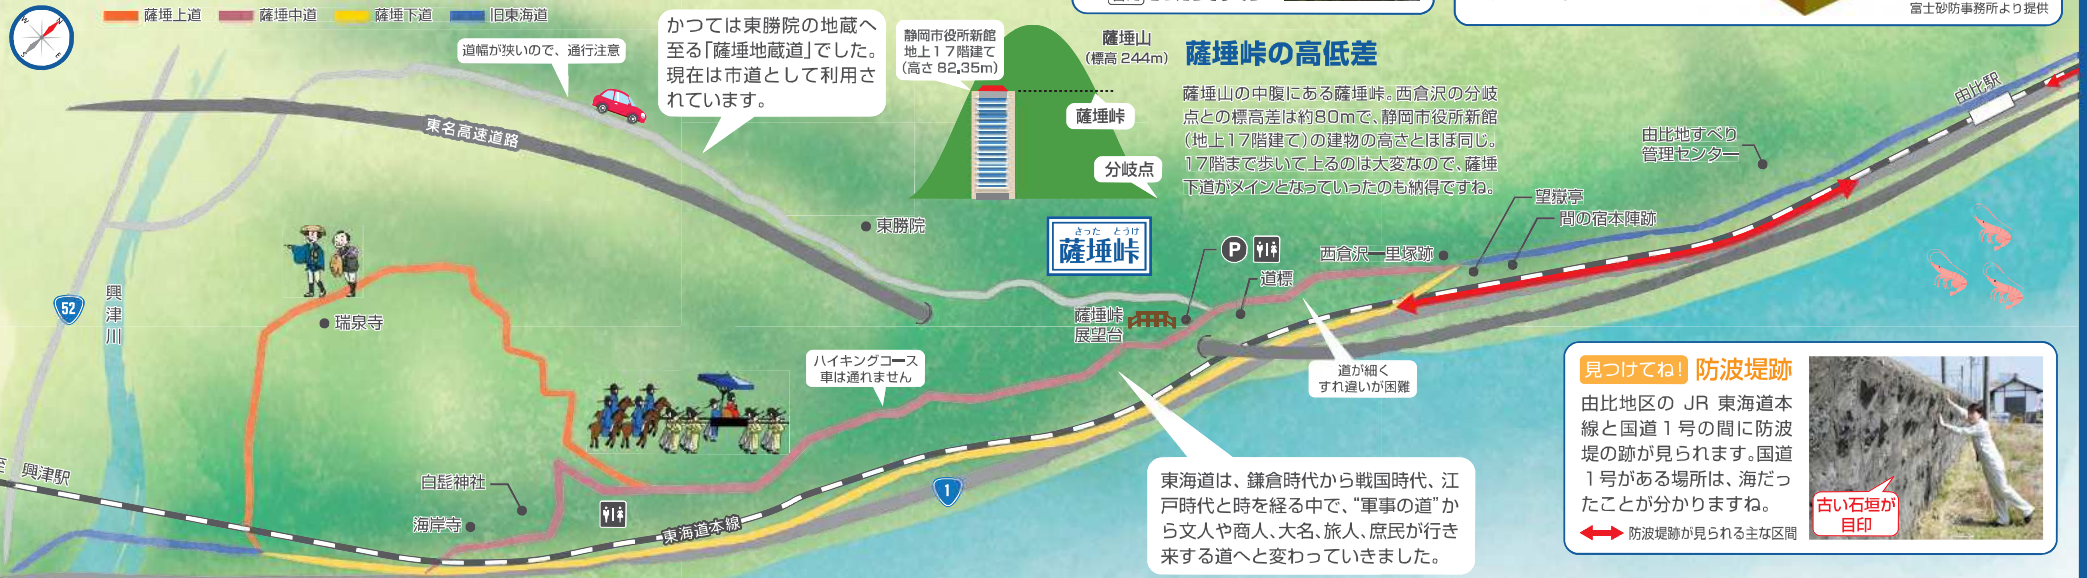 薩埵上道
薩埵中道
薩埵下道
旧東海道
富士砂防事務所より提供
道幅が狭いので、通行注意
かつては東勝院の地蔵へ
至る「薩埵地蔵道」でした。
現在は市道として利用さ
れています。
静岡市役所新館
地上17階建て
(高さ 82,35m)
薩埵山
(標高 244m)
薩埵峠
分岐点
薩埵峠の高低差
薩埵山の中腹にある薩埵峠。西倉沢の分岐
点との標高差は約80mで、静岡市役所新館
(地上17階建て)の建物の高さとほぼ同じ。
17階まで歩いて上るのは大変なので、薩埵
下道がメインとなっていったのも納得ですね。
由比駅
由比地すべり
管理センター
望嶽亭
間の宿本陣跡
西倉沢一里塚跡
東名高速道路
東勝院
さった とうげ
薩埵峠
P
道標
薩埵峠
展望台
52
興津川
瑞泉寺
ハイキングコース
車は通れません
道が細く
すれ違いが困難
至 興津駅
白髭神社
海岸寺
東海道本線
1
東海道は、鎌倉時代から戦国時代、江
戸時代と時を経る中で、“軍事の道”か
ら文人や商人、大名、旅人、庶民が行き
来する道へと変わっていきました。
見つけてね! 防波堤跡
由比地区の JR 東海道本
線と国道1号の間に防波
堤の跡が見られます。国道
1号がある場所は、海だっ
たことが分かりますね。
防波堤跡が見られる主な区間
古い石垣が
目印